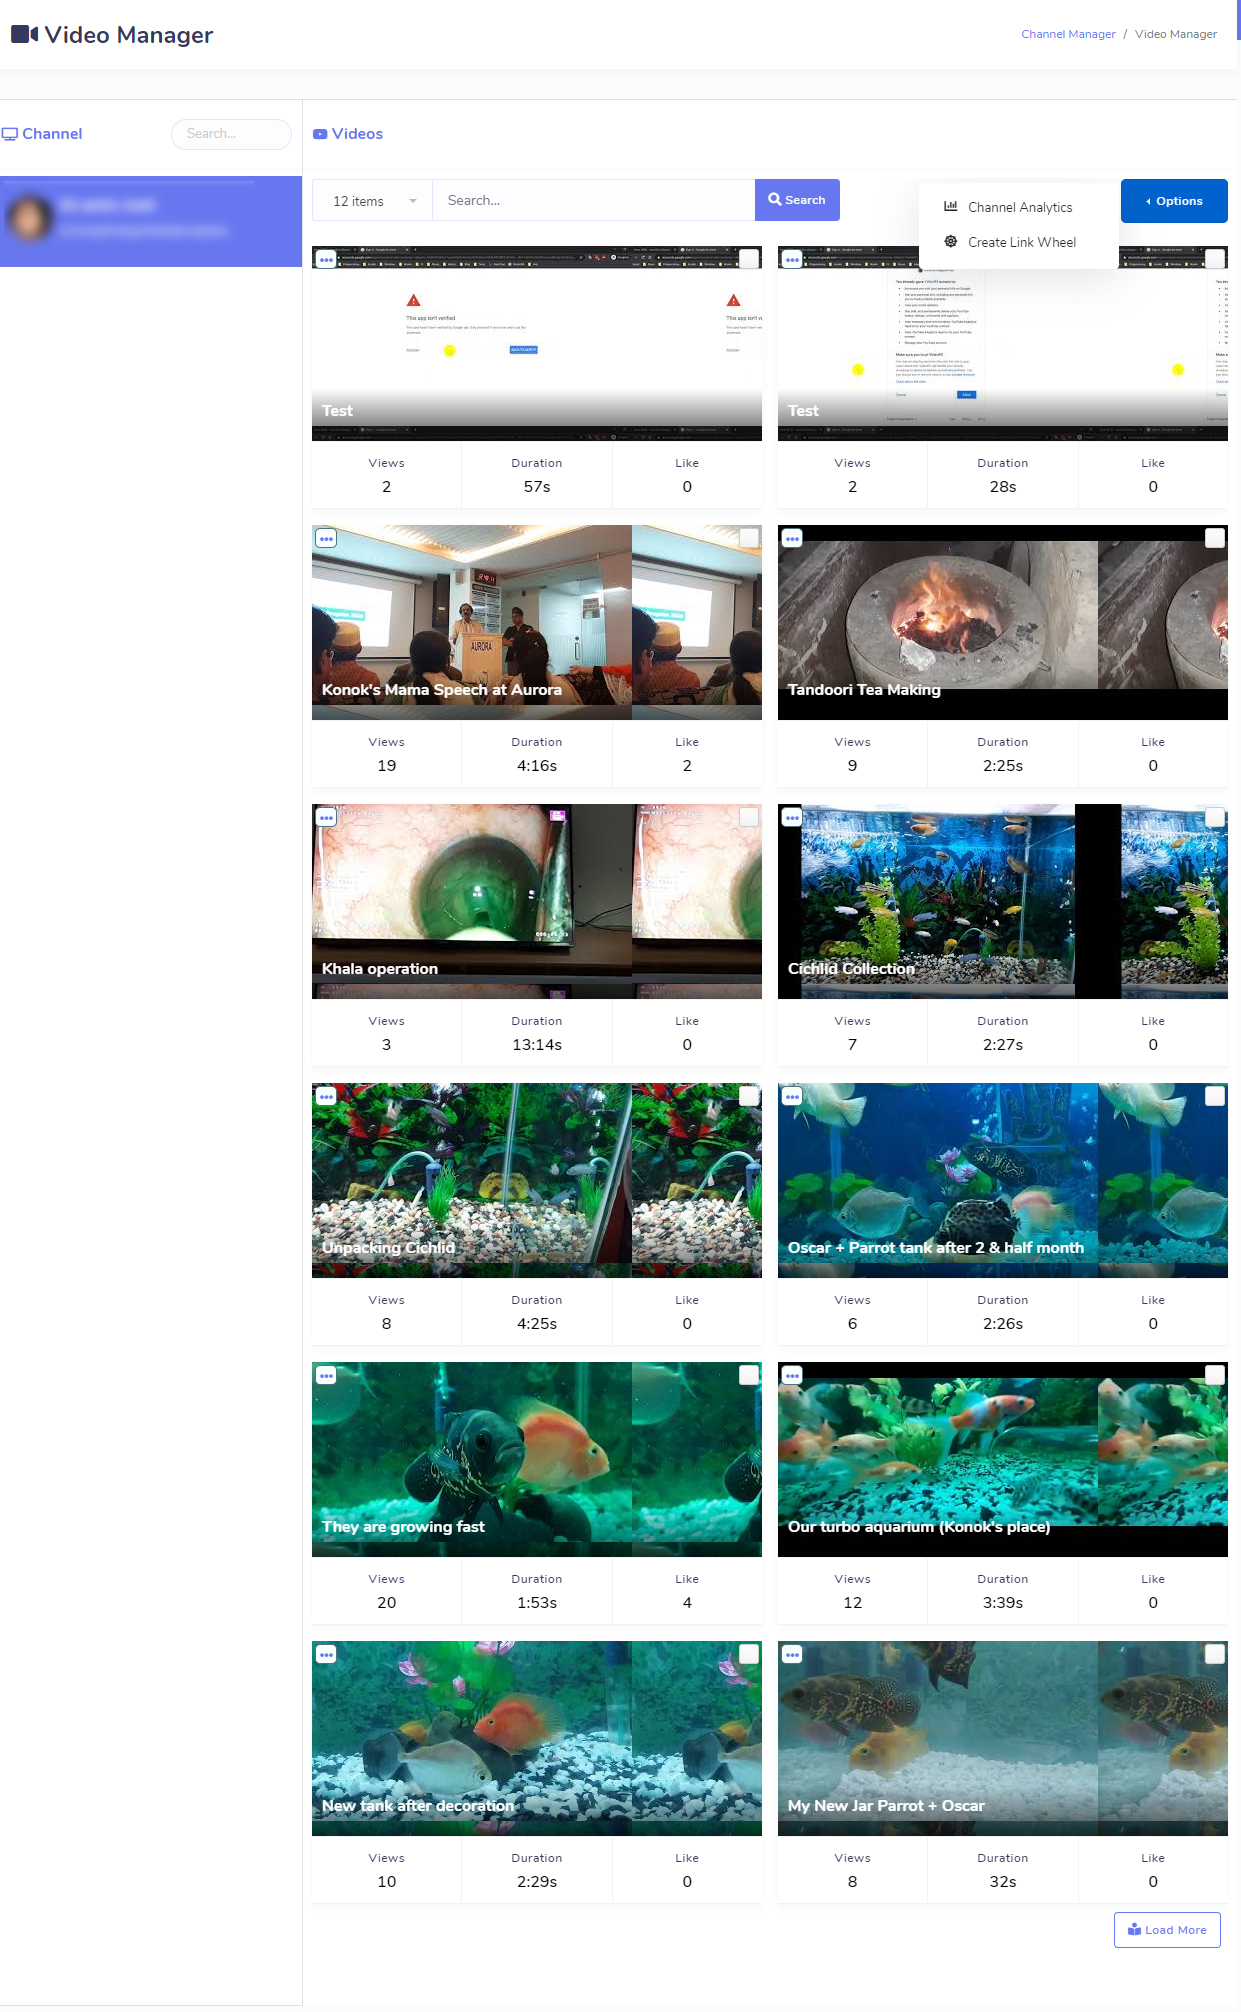 Video Manager
Channel Manager / Video Manager
Channel
Search...
Videos
12 items
Search...
Search
Channel Analytics
Create Link Wheel
Options
This app isn't verified
Test
Test
Views
Duration
Like
2
57s
0
Views
Duration
Like
2
28s
0
AURORA
Konok's Mama Speech at Aurora
Tandoori Tea Making
Views
Duration
Like
19
4:16s
2
Views
Duration
Like
9
2:25s
0
Khala operation
Cichlid Collection
Views
Duration
Like
3
13:14s
0
Views
Duration
Like
7
2:27s
0
Unpacking Cichlid
Oscar + Parrot tank after 2 & half month
Views
Duration
Like
8
4:25s
0
Views
Duration
Like
6
2:26s
0
They are growing fast
Our turbo aquarium (Konok's place)
Views
Duration
Like
20
1:53s
4
Views
Duration
Like
12
3:39s
0
New tank after decoration
My New Jar Parrot + Oscar
Views
Duration
Like
10
2:29s
0
Views
Duration
Like
8
32s
0
Load More